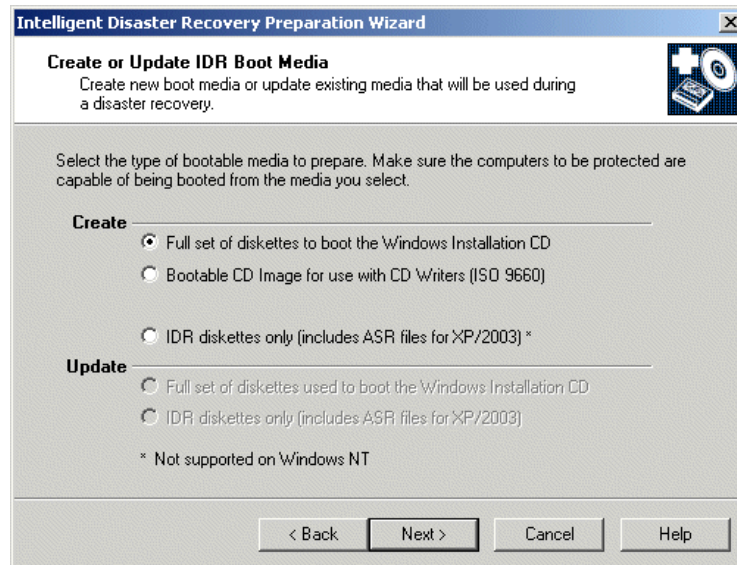 Intelligent Disaster Recovery Preparation Wizard
Create or Update IDR Boot Media
Create new boot media or update existing media that will be used during
a disaster recovery.
Select the type of bootable media to prepare. Make sure the computers to be protected are
capable of being booted from the media you select.
Create
Full set of diskettes to boot the Windows Installation CD
Bootable CD Image for use with CD Writers (ISO 9660)
IDR diskettes only (includes ASR files for XP/2003) *
Update
Full set of diskettes used to boot the Windows Installation CD
IDR diskettes only (includes ASR files for XP/2003)
* Not supported on Windows NT
< Back Next > Cancel Help